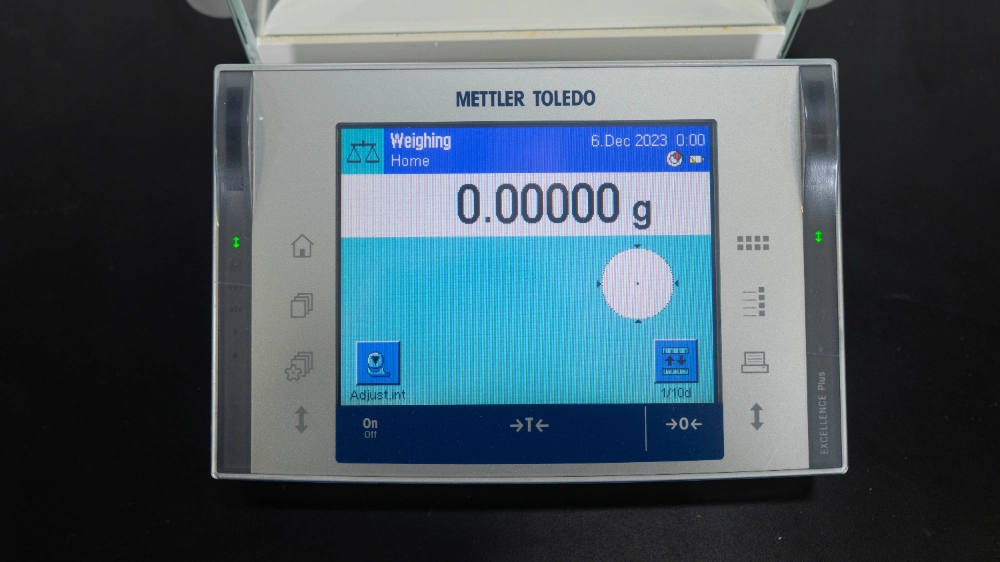 METTLER TOLEDO
Weighing
6.Dec 2023 0:00
Home
0.00000 g
Adjust.int
1/10d
On
Off
→T←
→0←
EXCELLENCE Plus